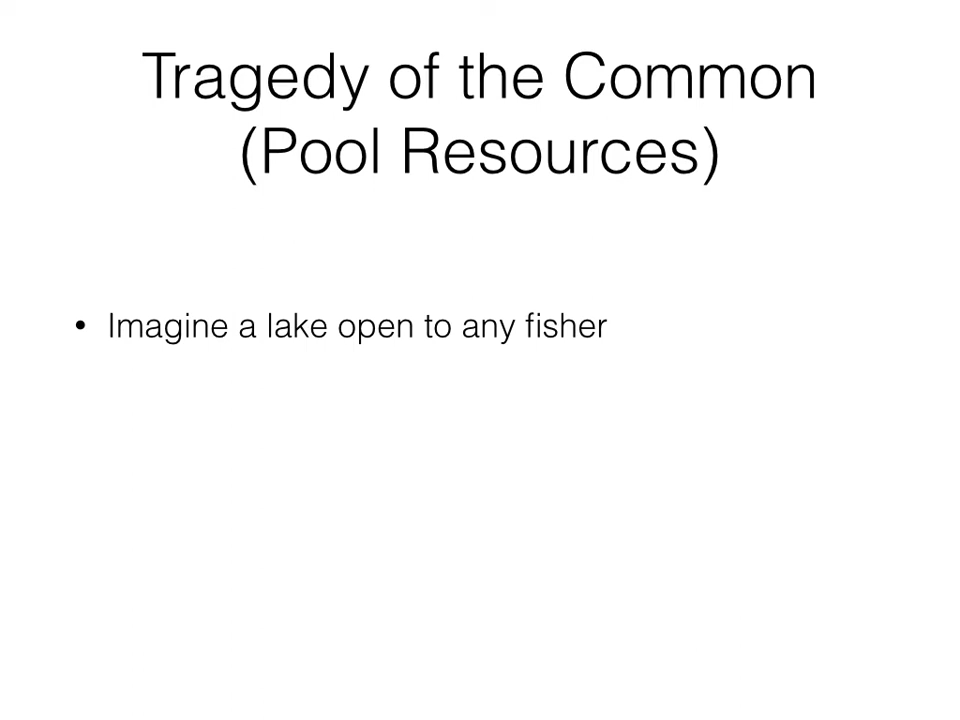 Tragedy of the Common
(Pool Resources)
• Imagine a lake open to any fisher